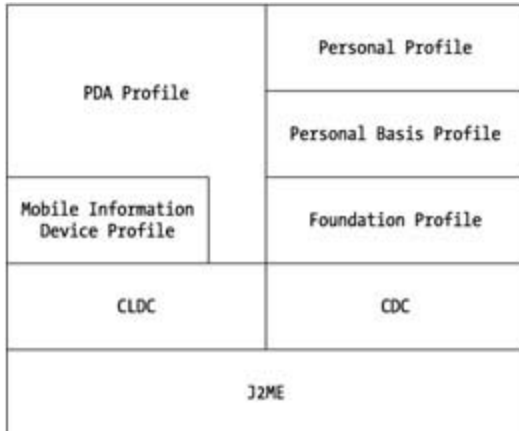 PDA Profile
Personal Profile
Personal Basis Profile
Mobile Information
Device Profile
Foundation Profile
CLDC
CDC
J2ME